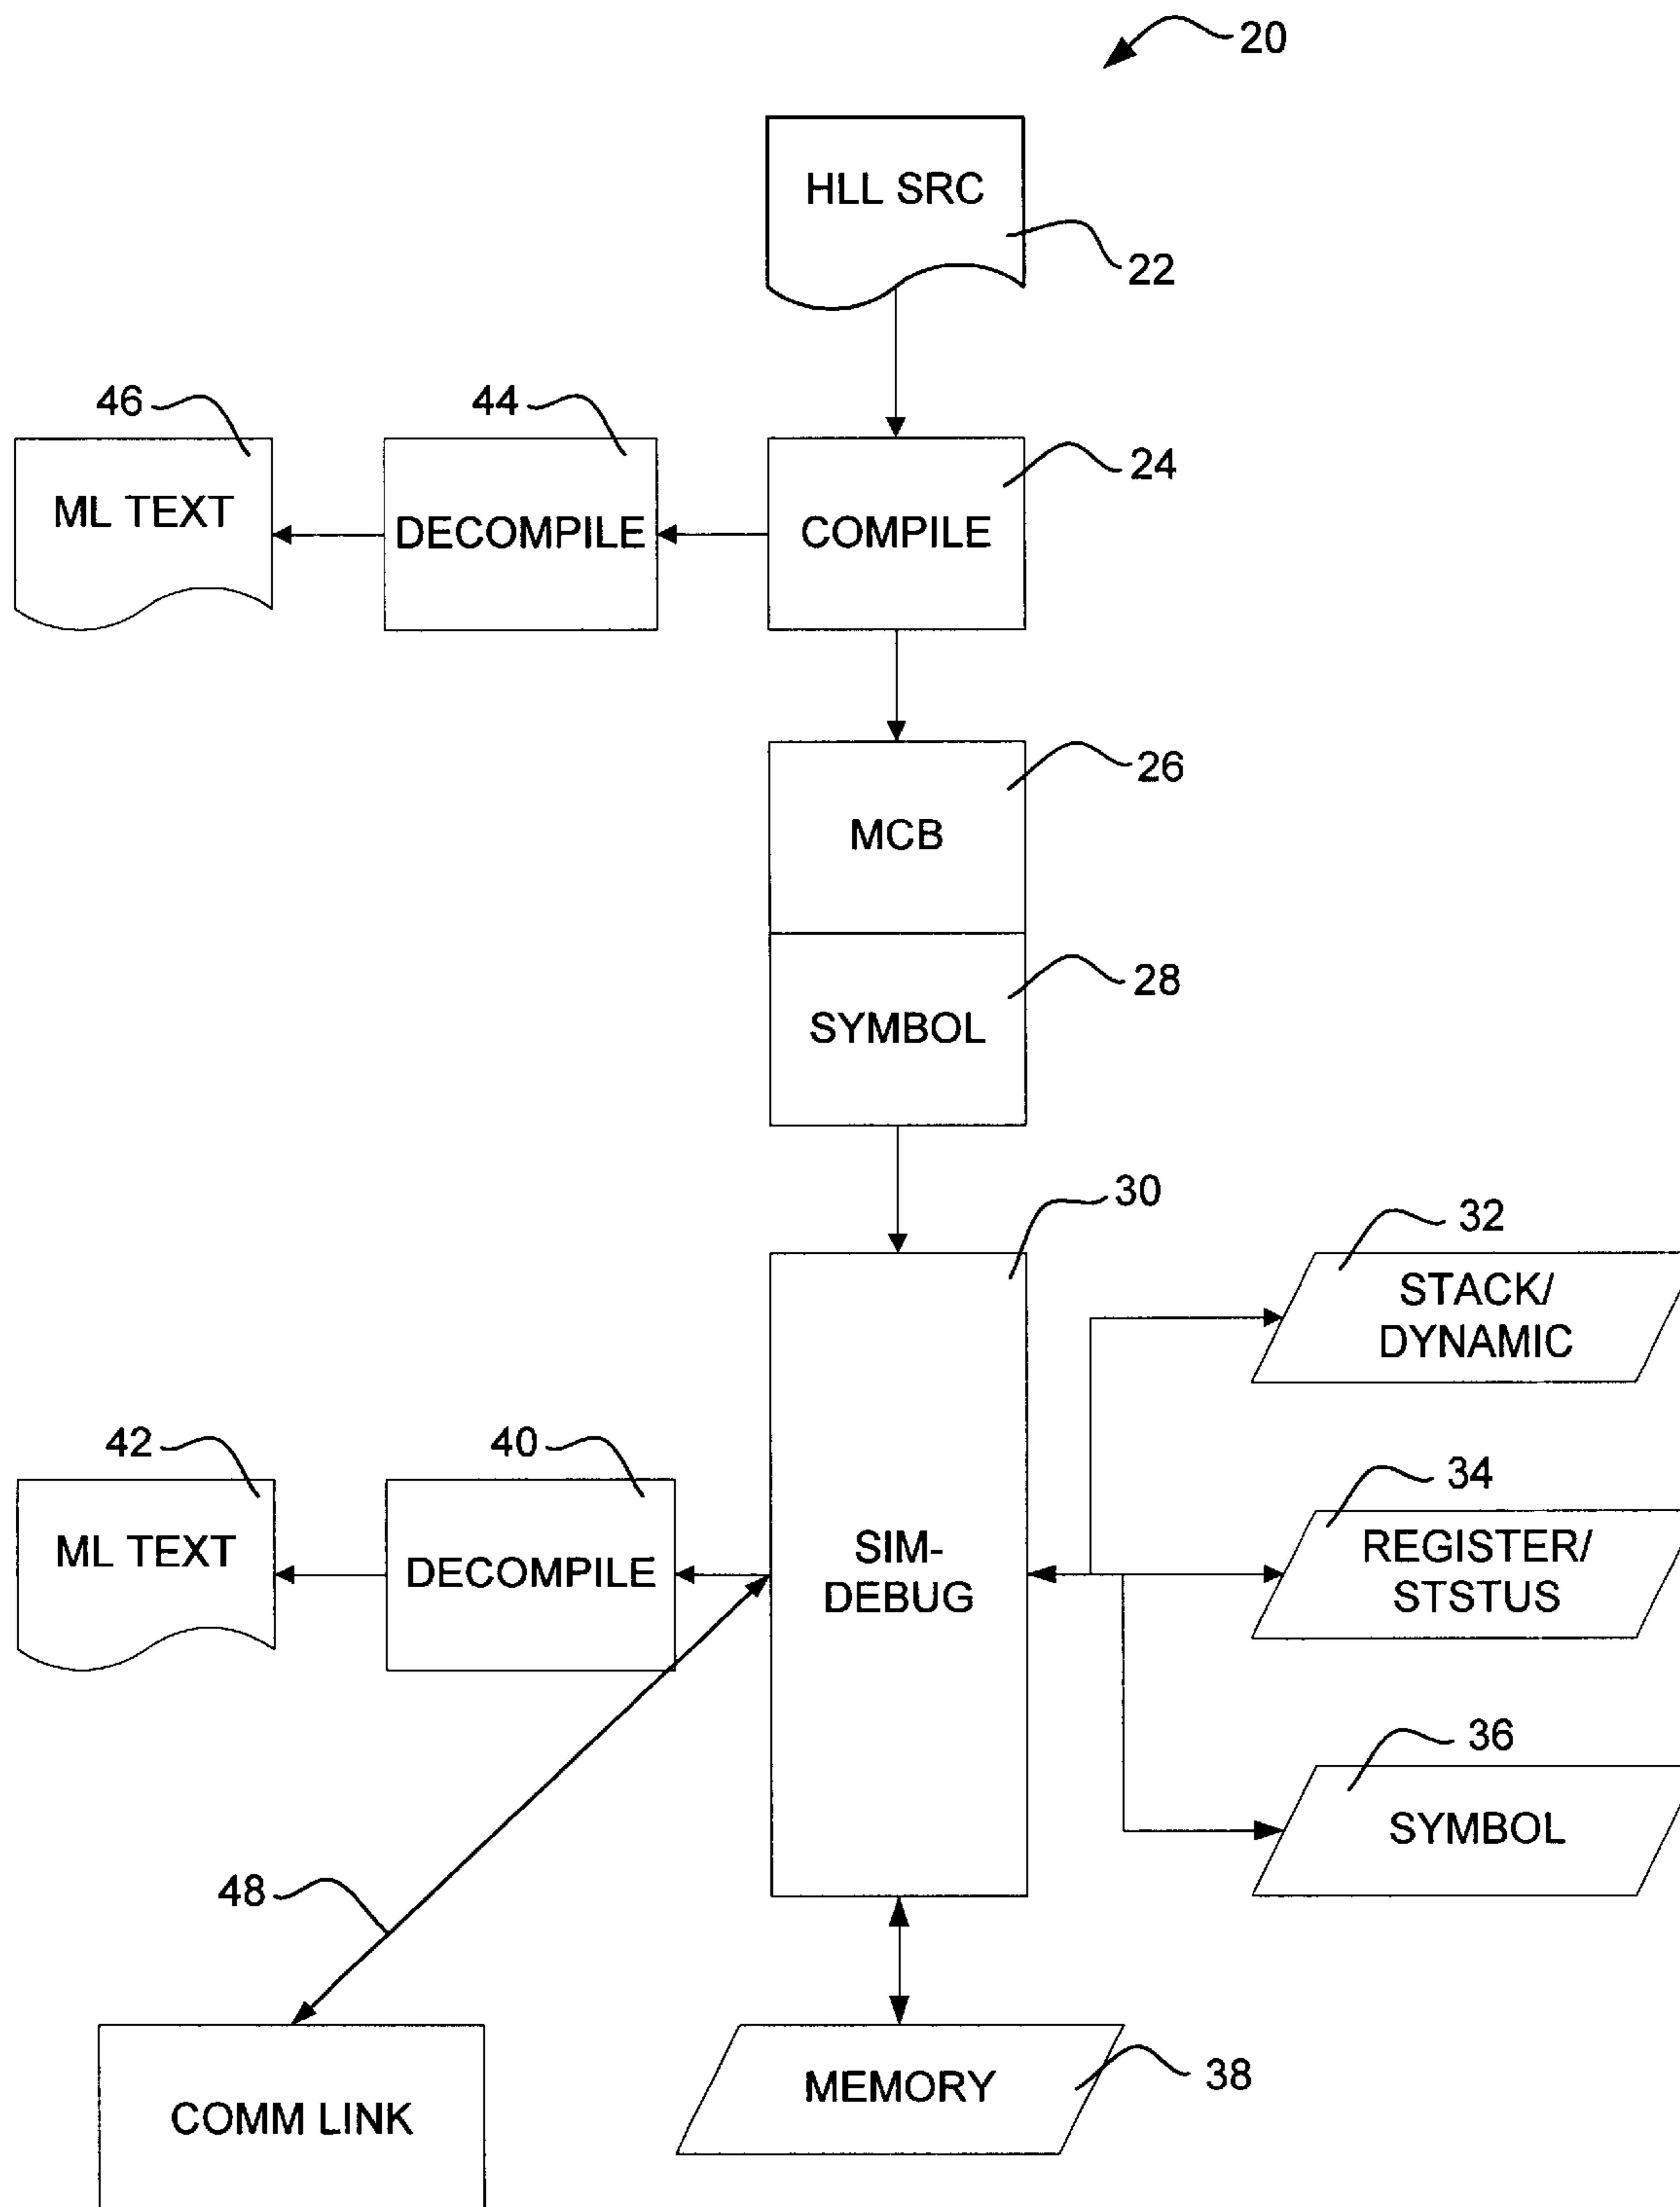 20
HLL SRC
22
46
44
24
ML TEXT
DECOMPILE
COMPILE
26
MCB
28
SYMBOL
30
32
STACK/
DYNAMIC
42
40
34
ML TEXT
DECOMPILE
SIM-
DEBUG
REGISTER/
STSTUS
36
SYMBOL
48
38
MEMORY
COMM LINK